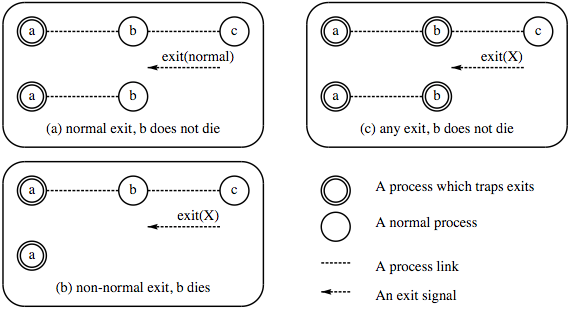 a b c
exit(normal)
a b
(a) normal exit, b does not die
a b c
exit(X)
a b
(c) any exit, b does not die
a b c
exit(X)
a
(b) non-normal exit, b dies
A process which traps exits
A normal process
A process link
An exit signal